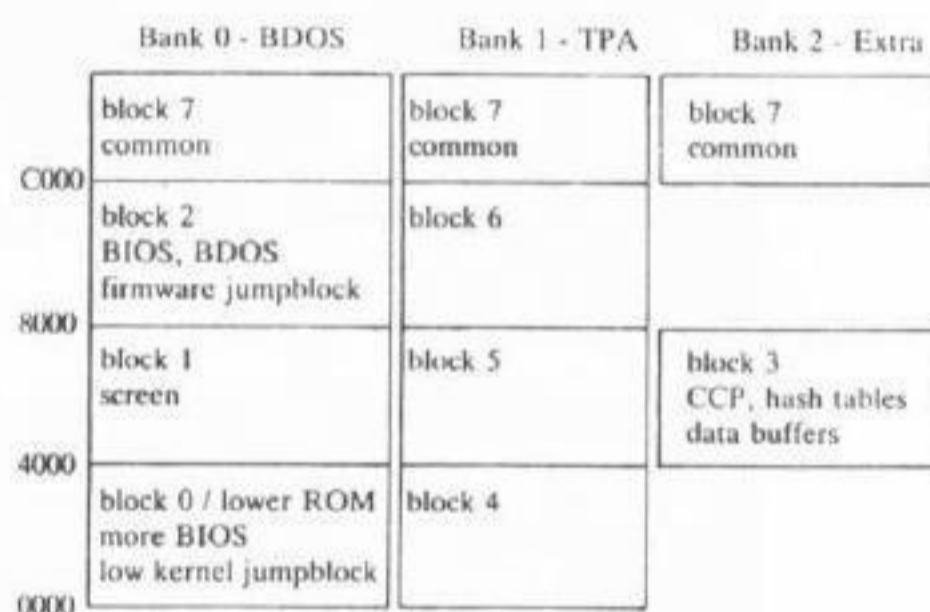 Bank 0 - BDOS
Bank 1 - TPA
Bank 2 - Extra
block 7
common
block 7
common
block 7
common
C000
block 2
BIOS, BDOS
firmware jumpblock
block 6
8000
block 1
screen
block 5
block 3
CCP, hash tables
data buffers
4000
block 0 / lower ROM
more BIOS
low kernel jumpblock
block 4
0000